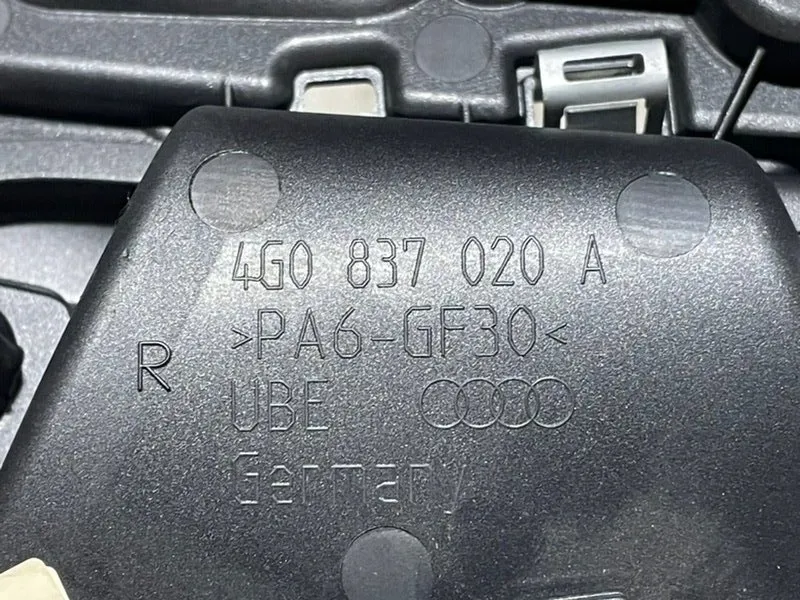 4G0 837 020 A
>PA6-GF30<
R
UBE
Germany